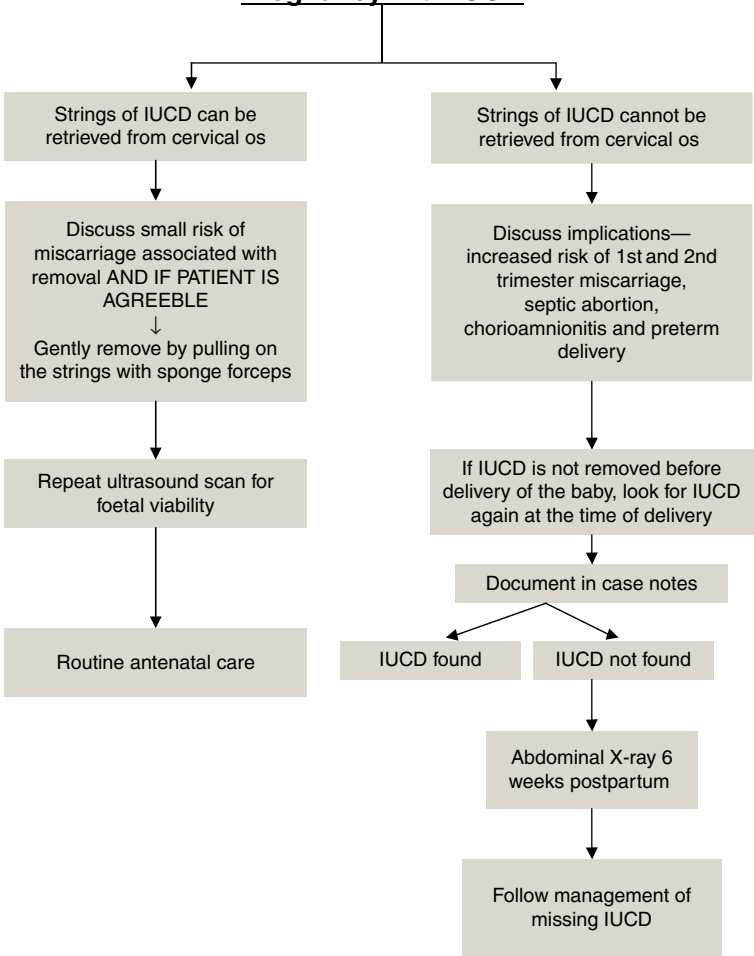 Strings of IUCD can be
retrieved from cervical os
Discuss small risk of
miscarriage associated with
removal AND IF PATIENT IS
AGREEBLE
↓
Gently remove by pulling on
the strings with sponge forceps
Repeat ultrasound scan for
foetal viability
Routine antenatal care
Strings of IUCD cannot be
retrieved from cervical os
Discuss implications—
increased risk of 1st and 2nd
trimester miscarriage,
septic abortion,
chorioamnionitis and preterm
delivery
If IUCD is not removed before
delivery of the baby, look for IUCD
again at the time of delivery
Document in case notes
IUCD found
IUCD not found
Abdominal X-ray 6
weeks postpartum
Follow management of
missing IUCD